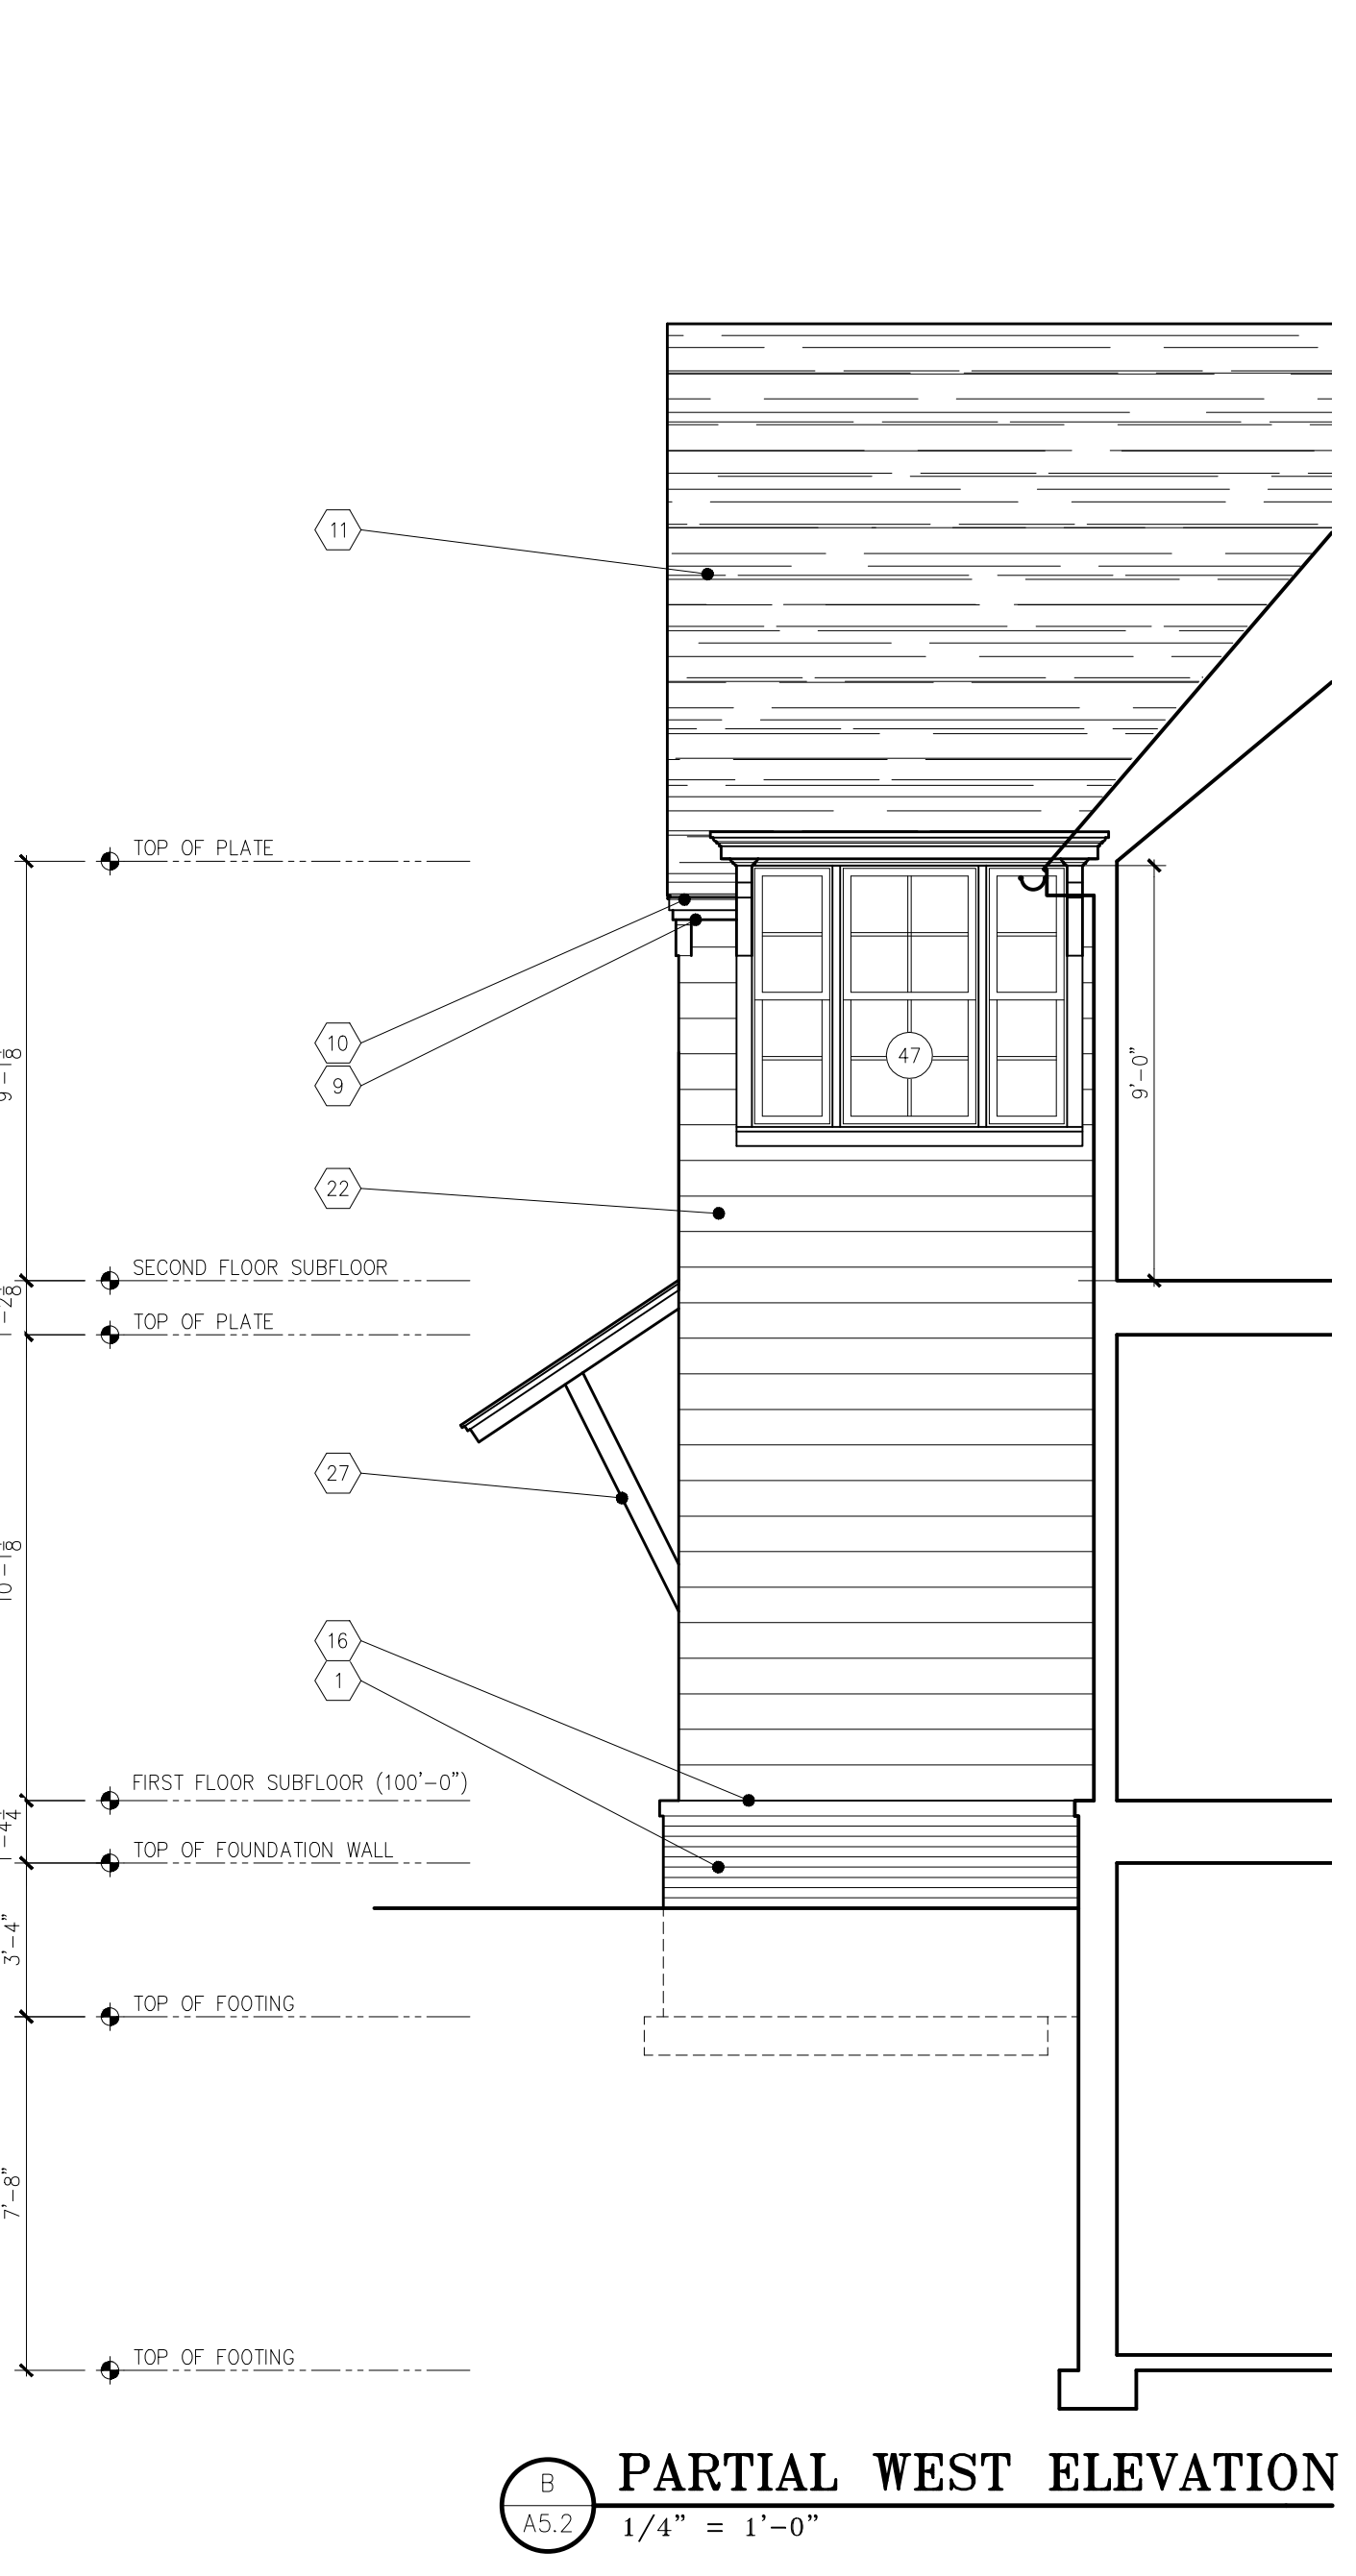 11
TOP OF PLATE
10
9
47
9'-0"
22
SECOND FLOOR SUBFLOOR
TOP OF PLATE
27
16
1
FIRST FLOOR SUBFLOOR (100'-0")
TOP OF FOUNDATION WALL
3'-4"
TOP OF FOOTING
7'-8"
TOP OF FOOTING
B
A5.2
PARTIAL WEST ELEVATION
1/4" = 1'-0"